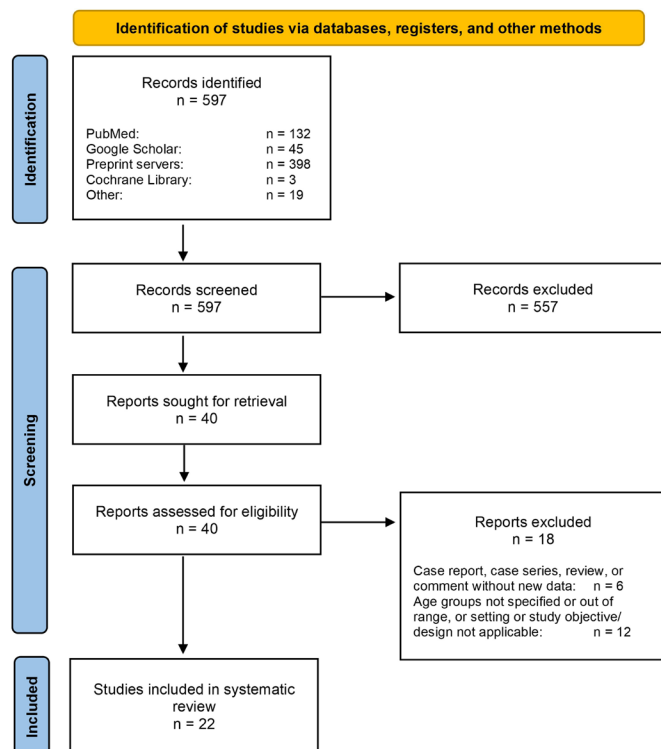 Identification of studies via databases, registers, and other methods
Identification
Records identified
n = 597
PubMed: n = 132
Google Scholar: n = 45
Preprint servers: n = 398
Cochrane Library: n = 3
Other: n = 19
Screening
Records screened
n = 597
Records excluded
n = 557
Reports sought for retrieval
n = 40
Reports assessed for eligibility
n = 40
Reports excluded
n = 18
Case report, case series, review, or
comment without new data: n = 6
Age groups not specified or out of
range, or setting or study objective/
design not applicable: n = 12
Included
Studies included in systematic
review
n = 22